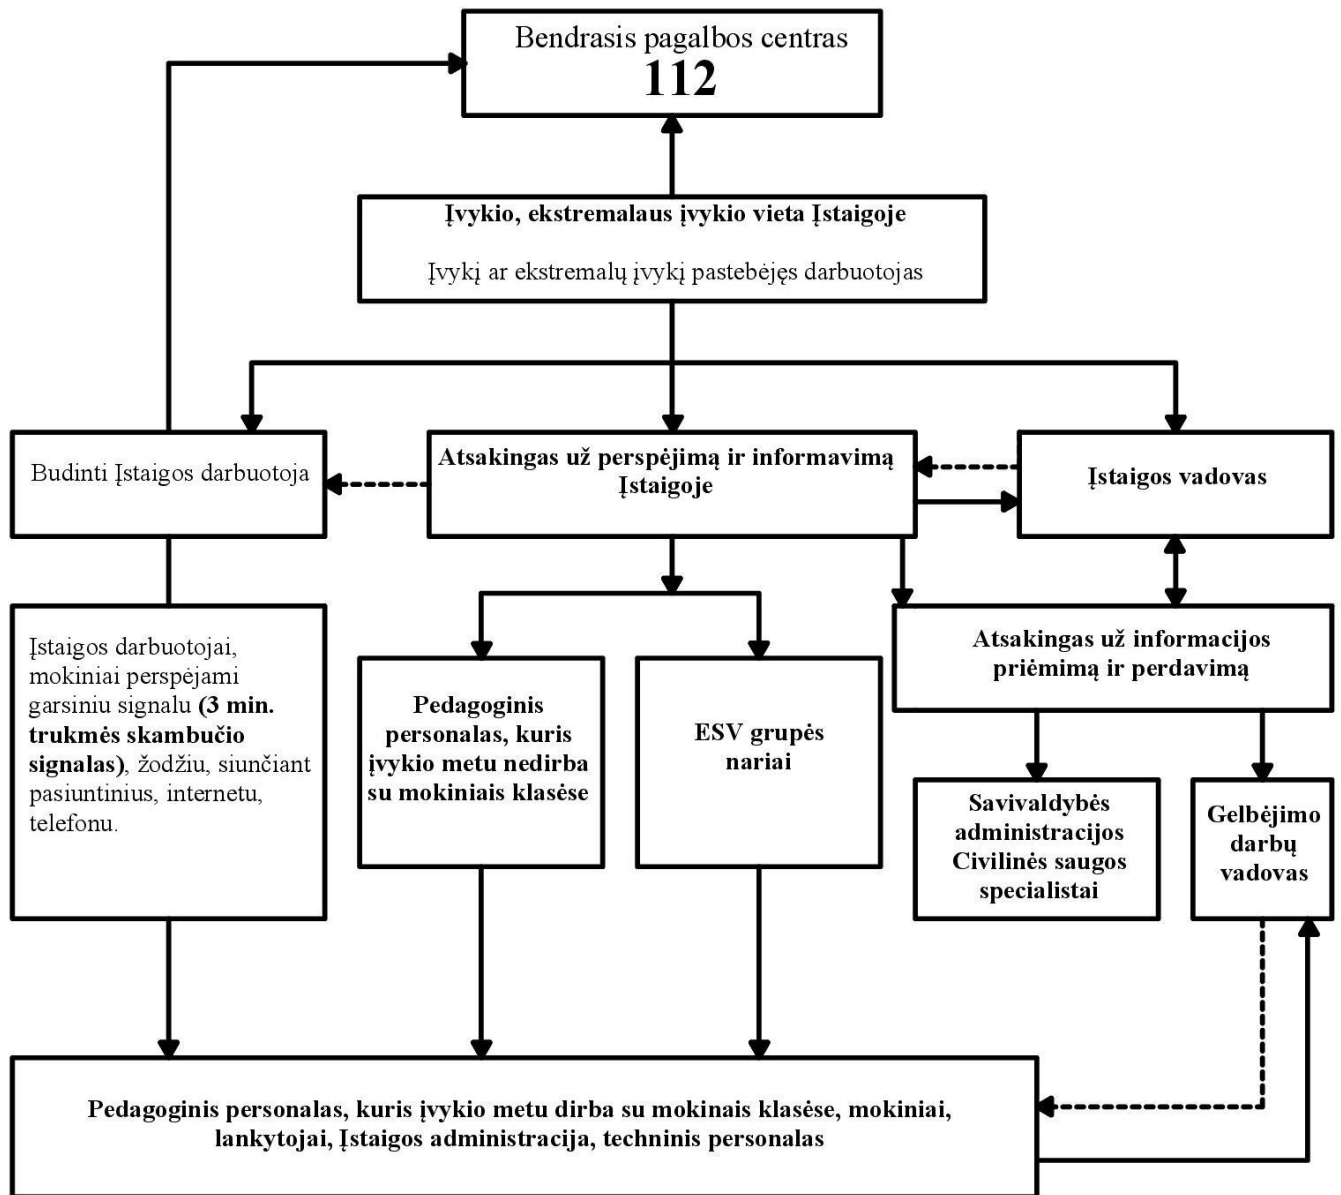 Bendrasis pagalbos centras
112
Įvykio, ekstremalaus įvykio vieta Įstaigoje
Įvykį ar ekstremalų įvykį pastebėjęs darbuotojas
Budinti Įstaigos darbuotoja
Atsakingas už perspėjimą ir informavimą
Įstaigoje
Įstaigos vadovas
Įstaigos darbuotojai,
mokiniai perspėjami
garsiniu signalu (3 min.
trukmės skambučio
signalas), žodžiu, siunčiant
pasiuntinius, internetu,
telefonu.
Pedagoginis
personalas, kuris
įvykio metu nedirba
su mokiniais klasėse
ESV grupės
nariai
Atsakingas už informacijos
priėmimą ir perdavimą
Savivaldybės
administracijos
Civilinės saugos
specialistai
Gelbėjimo
darbų
vadovas
Pedagoginis personalas, kuris įvykio metu dirba su mokinais klasėse, mokiniai,
lankytojai, Įstaigos administracija, techninis personalas